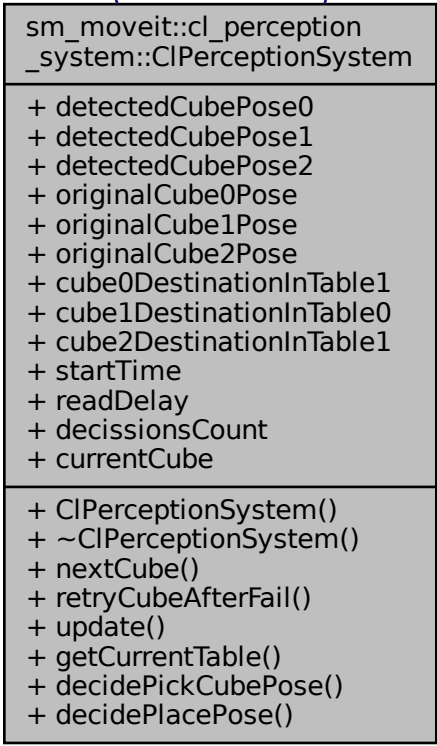 sm_moveit::cl_perception
_system::ClPerceptionSystem
+ detectedCubePose0
+ detectedCubePose1
+ detectedCubePose2
+ originalCube0Pose
+ originalCube1Pose
+ originalCube2Pose
+ cube0DestinationInTable1
+ cube1DestinationInTable0
+ cube2DestinationInTable1
+ startTime
+ readDelay
+ decissionsCount
+ currentCube
+ ClPerceptionSystem()
+ ~ClPerceptionSystem()
+ nextCube()
+ retryCubeAfterFail()
+ update()
+ getCurrentTable()
+ decidePickCubePose()
+ decidePlacePose()